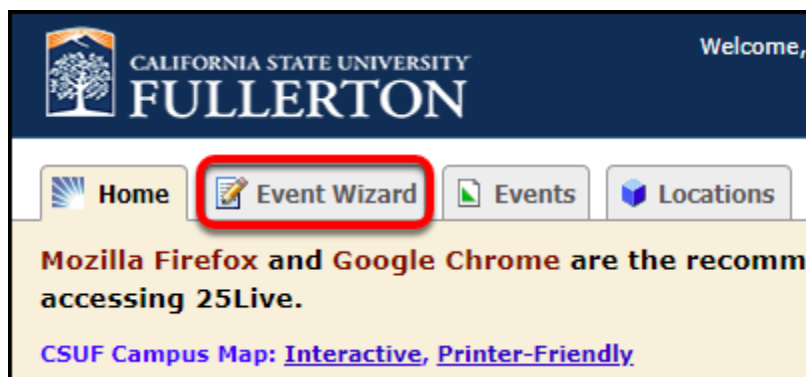 CALIFORNIA STATE UNIVERSITY
FULLERTON
Welcome,
Home
Event Wizard
Events
Locations
Mozilla Firefox and Google Chrome are the recomm
accessing 25Live.
CSUF Campus Map: Interactive, Printer-Friendly